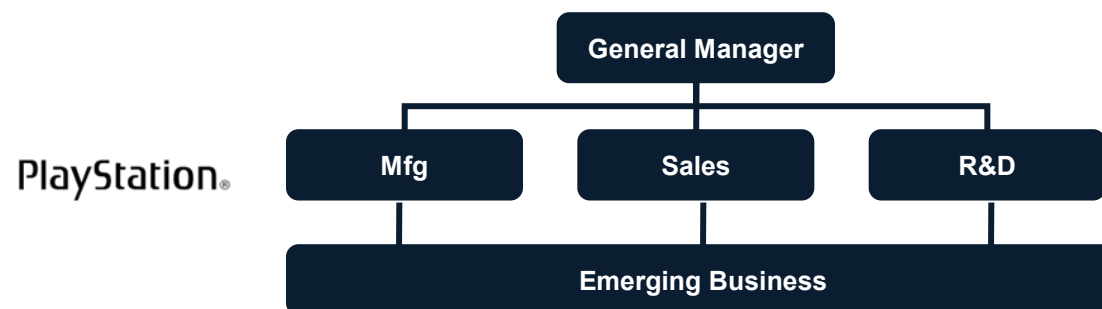 General Manager
PlayStation®
Mfg
Sales
R&D
Emerging Business